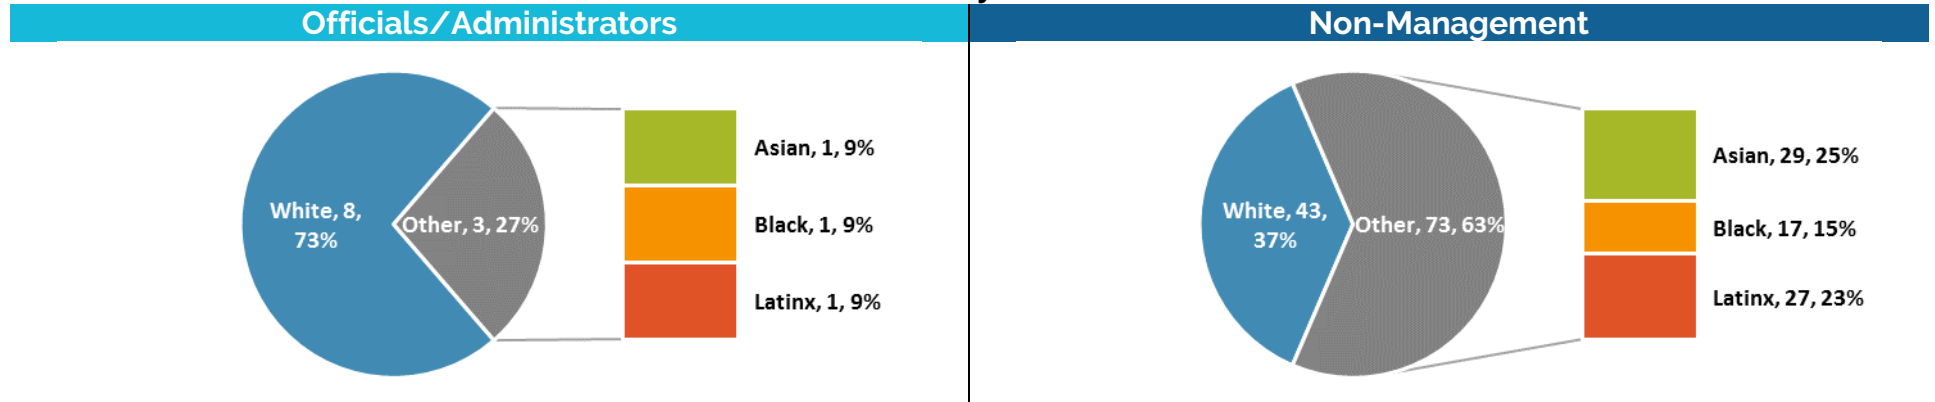 Officials/Administrators
White, 8,
73%
Other, 3, 27%
Asian, 1, 9%
Black, 1, 9%
Latinx, 1, 9%
Non-Management
White, 43,
37%
Other, 73, 63%
Asian, 29, 25%
Black, 17, 15%
Latinx, 27, 23%